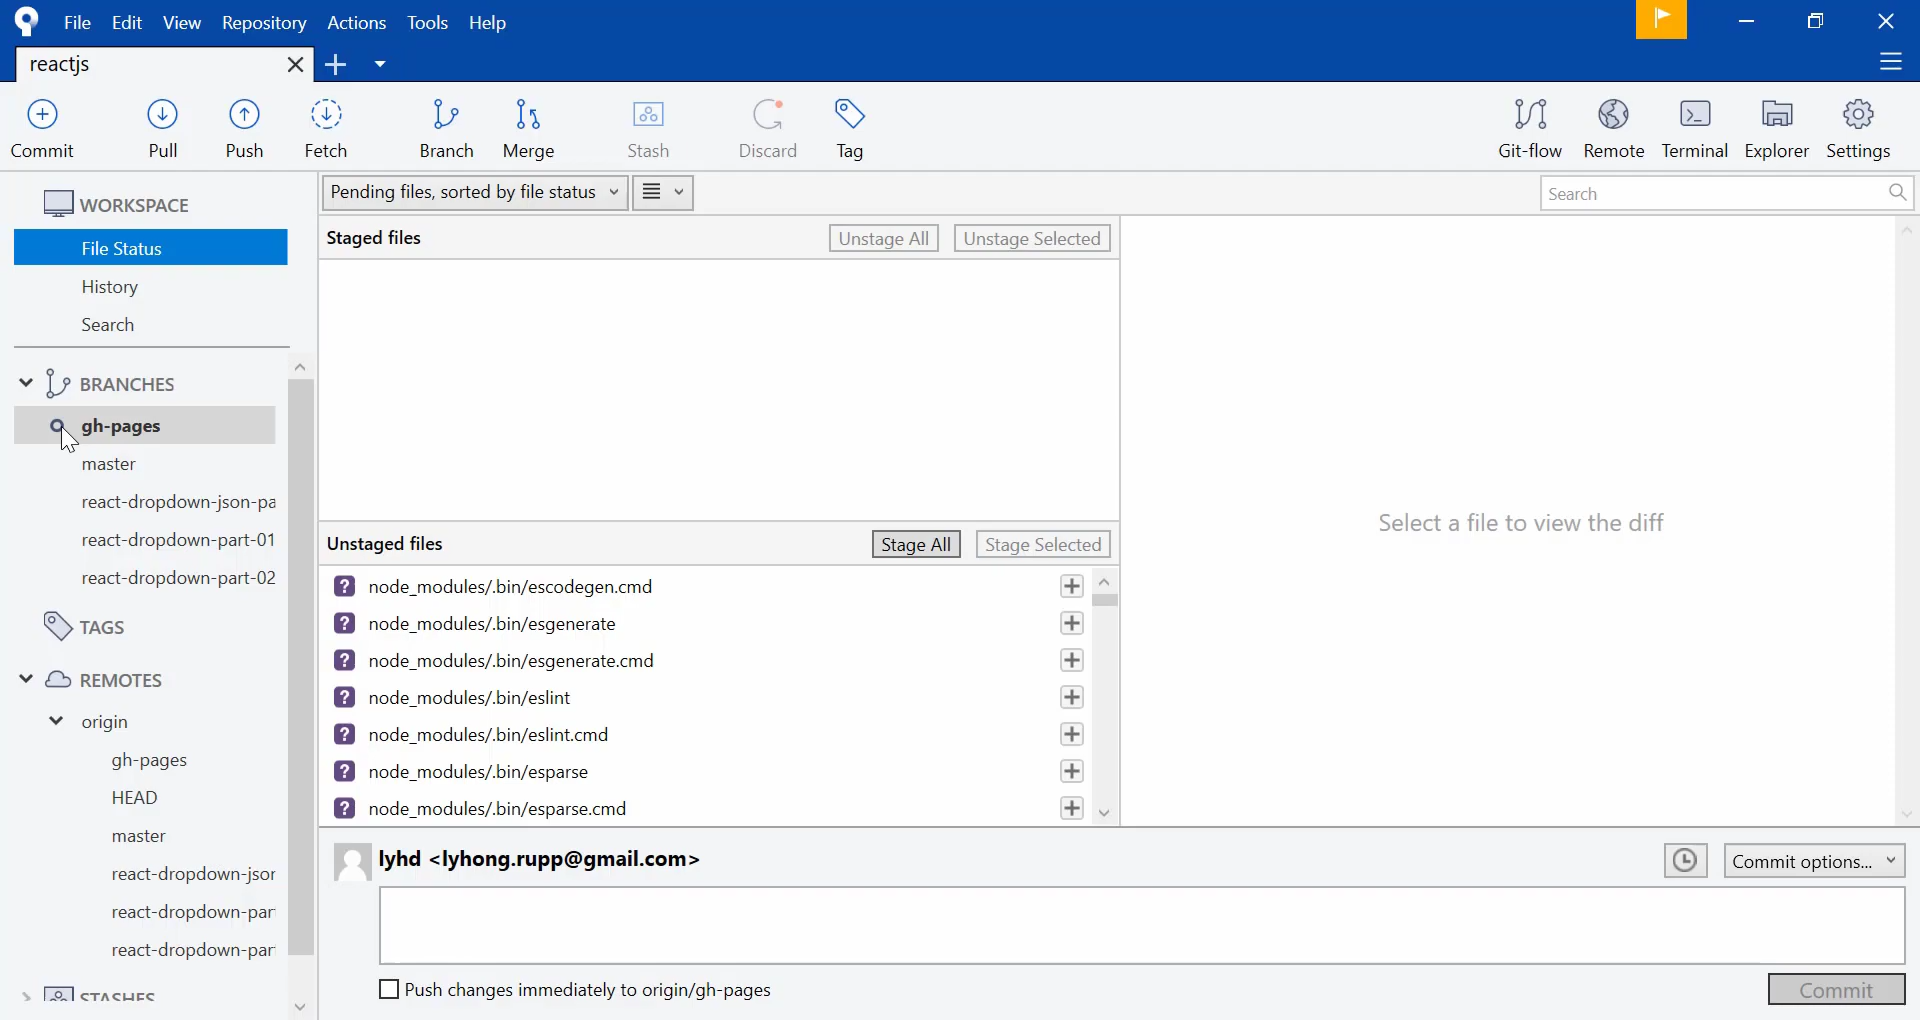 File Edit View Repository Actions Tools Help
reactjs
Commit Pull Push Fetch Branch Merge Stash Discard Tag Git-flow Remote Terminal Explorer Settings
WORKSPACE
File Status
History
Search
BRANCHES
gh-pages
master
react-dropdown-json-pa
react-dropdown-part-01
react-dropdown-part-02
TAGS
REMOTES
origin
gh-pages
HEAD
master
react-dropdown-jsor
react-dropdown-par
react-dropdown-par
STASHES
Pending files, sorted by file status
Search
Staged files Unstage All Unstage Selected
Unstaged files Stage All Stage Selected
node_modules/.bin/escodegen.cmd
node_modules/.bin/esgenerate
node_modules/.bin/esgenerate.cmd
node_modules/.bin/eslint
node_modules/.bin/eslint.cmd
node_modules/.bin/esparse
node_modules/.bin/esparse.cmd
Select a file to view the diff
lyhd <lyhong.rupp@gmail.com>
Commit options...
Push changes immediately to origin/gh-pages
Commit